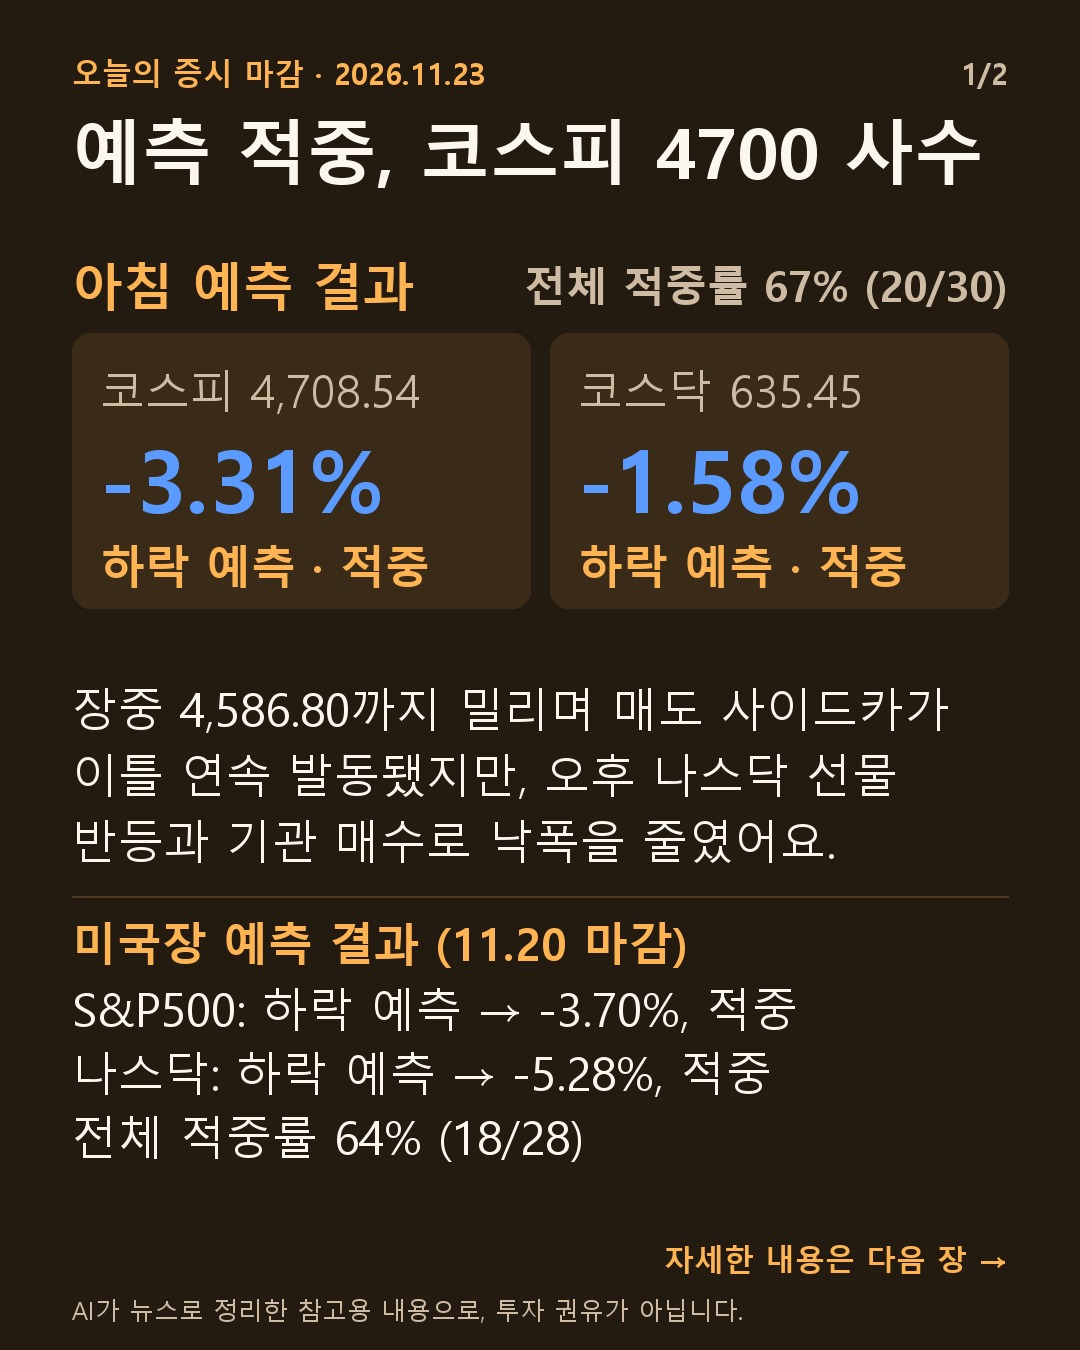 오늘의 증시 마감 · 2026.11.23
1/2
예측 적중, 코스피 4700 사수
아침 예측 결과
전체 적중률 67% (20/30)
코스피 4,708.54
-3.31%
하락 예측 · 적중
코스닥 635.45
-1.58%
하락 예측 · 적중
장중 4,586.80까지 밀리며 매도 사이드카가
이틀 연속 발동됐지만, 오후 나스닥 선물
반등과 기관 매수로 낙폭을 줄였어요.
미국장 예측 결과 (11.20 마감)
S&P500: 하락 예측 → -3.70%, 적중
나스닥: 하락 예측 → -5.28%, 적중
전체 적중률 64% (18/28)
자세한 내용은 다음 장 →
AI가 뉴스로 정리한 참고용 내용으로, 투자 권유가 아닙니다.